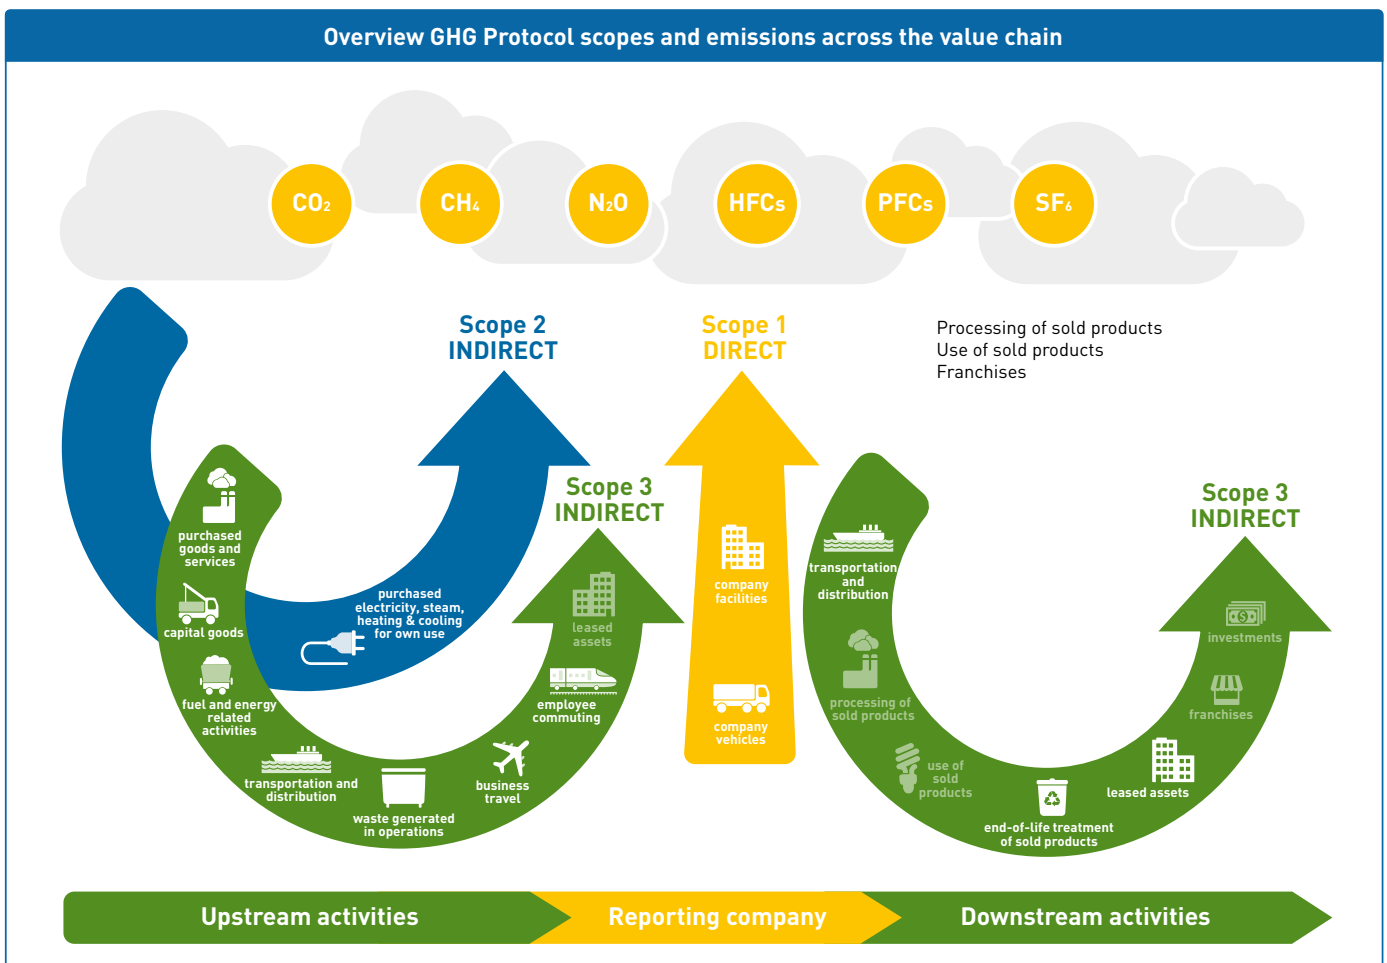 Overview GHG Protocol scopes and emissions across the value chain
CO₂
CH₄
N₂O
HFCs
PFCs
SF₆
Scope 2
INDIRECT
Scope 1
DIRECT
Processing of sold products
Use of sold products
Franchises
Scope 3
INDIRECT
Scope 3
INDIRECT
purchased
goods and
services
capital goods
fuel and energy
related
activities
transportation and
distribution
waste generated
in operations
business
travel
employee
commuting
leased
assets
purchased
electricity, steam,
heating & cooling
for own use
company
facilities
company
vehicles
transportation
and
distribution
processing of
sold products
use of
sold
products
end-of-life treatment
of sold products
leased assets
franchises
investments
Upstream activities
Reporting company
Downstream activities